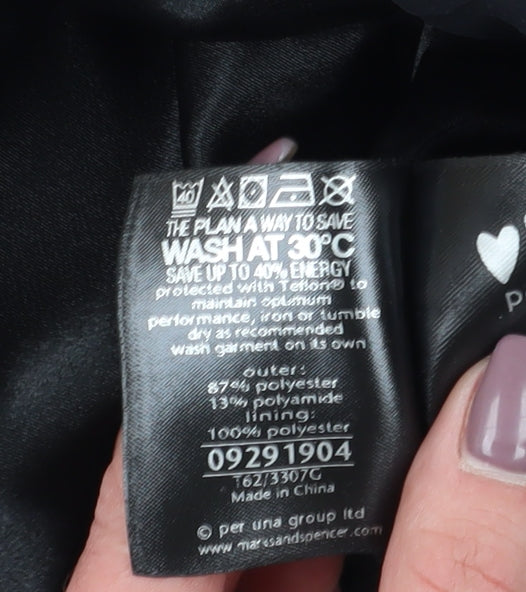 40
THE PLAN A WAY TO SAVE
WASH AT 30°C
SAVE UP TO 40% ENERGY
protected with Teflon® to
maintain optimum
performance, iron or tumble
dry as recommended
wash garment on its own
outer:
87% polyester
13% polyamide
lining:
100% polyester
09291904
T62/3307G
Made in China
© per una group ltd
www.marksandspencer.com
p